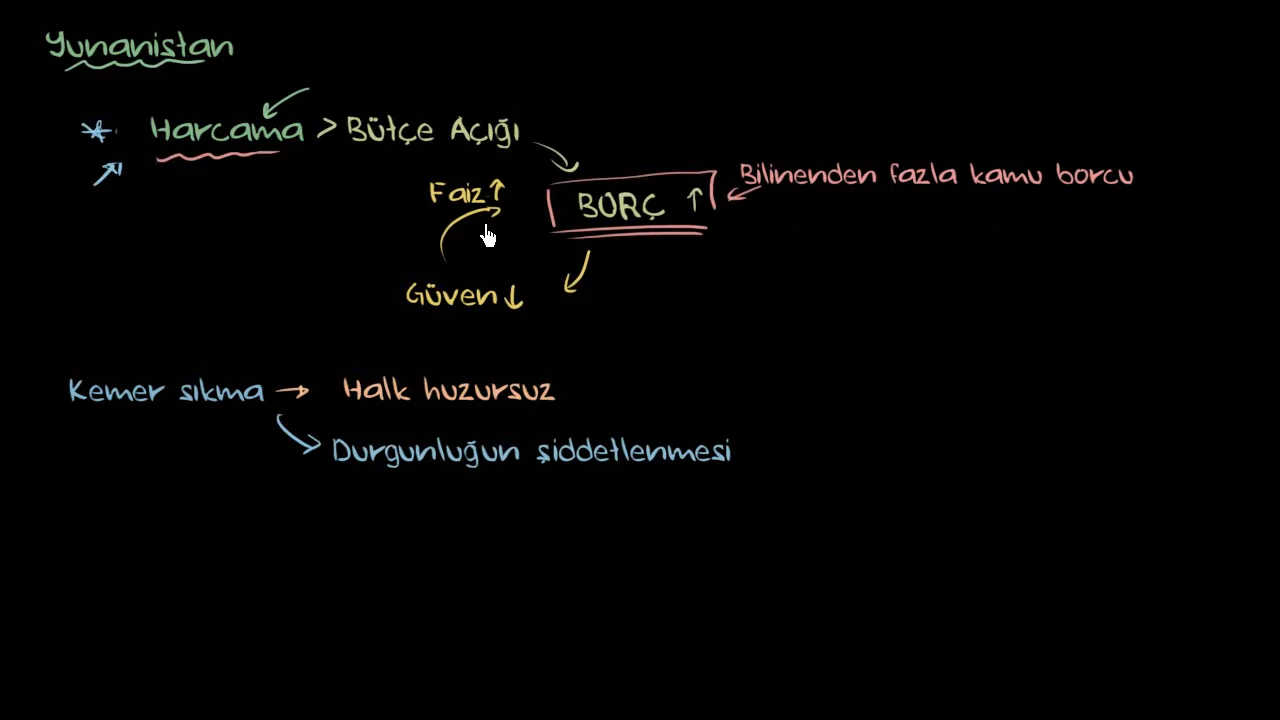 Yunanistan
* Harcama > Bütçe Açığı
Bilinenden fazla kamu borcu
Faiz ↑
BORÇ ↑
Güven ↓
Kemer sıkma → Halk huzursuz
Durgunluğun şiddetlenmesi